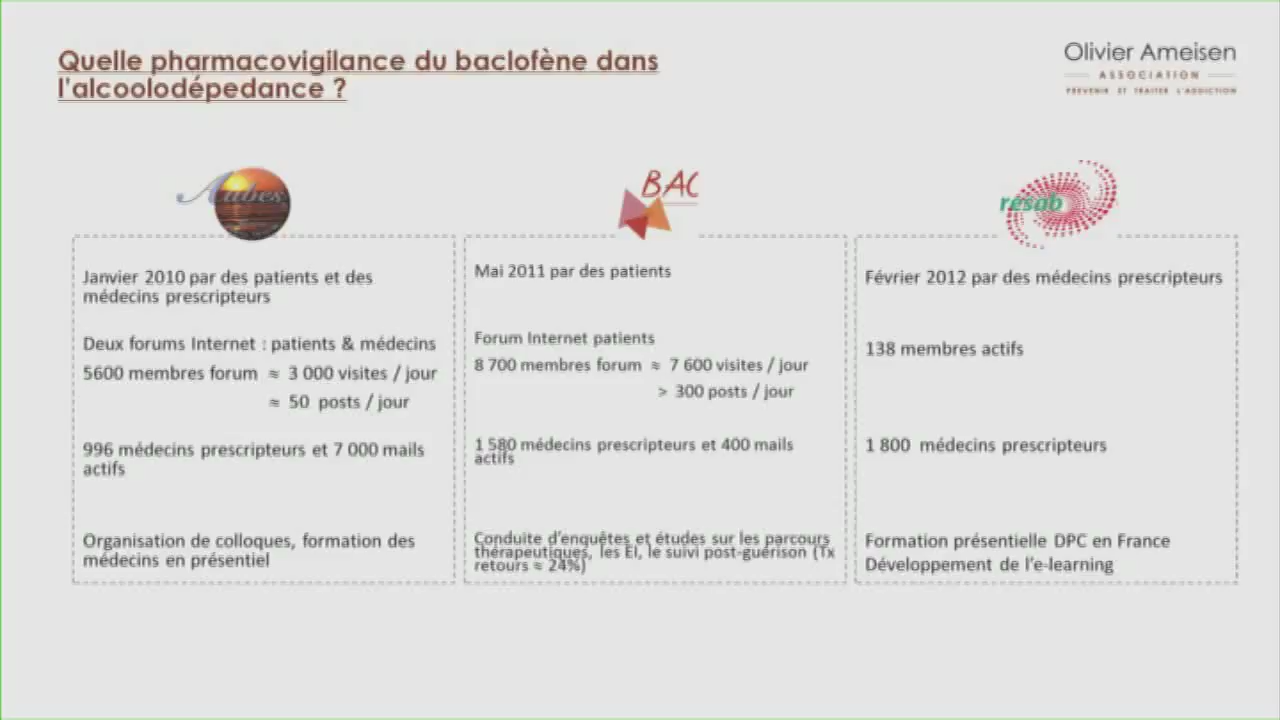 Quelle pharmacovigilance du baclofène dans
l'alcoolodépedance ?
Olivier Ameisen
ASSOCIATION
PREVENIR ET TRAITER L'ADDICTION
Aubes
BAC
résab
Janvier 2010 par des patients et des
médecins prescripteurs
Deux forums Internet : patients & médecins
5600 membres forum ≈ 3 000 visites / jour
≈ 50 posts / jour
996 médecins prescripteurs et 7 000 mails
actifs
Organisation de colloques, formation des
médecins en présentiel
Mai 2011 par des patients
Forum Internet patients
8 700 membres forum ≈ 7 600 visites / jour
> 300 posts / jour
1 580 médecins prescripteurs et 400 mails
actifs
Conduite d'enquêtes et études sur les parcours
thérapeutiques, les EI, le suivi post-guérison (Tx
retours ≈ 24%)
Février 2012 par des médecins prescripteurs
138 membres actifs
1 800 médecins prescripteurs
Formation présentielle DPC en France
Développement de l'e-learning